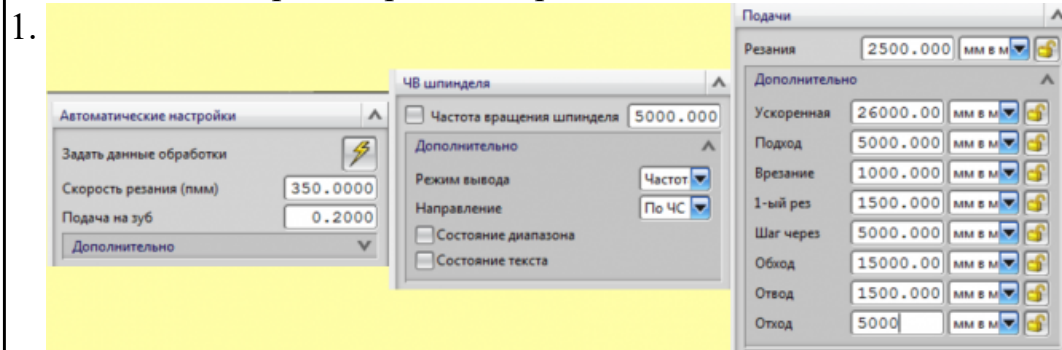 1.
Автоматические настройки
Задать данные обработки
Скорость резания (пмм) 350.0000
Подача на зуб 0.2000
Дополнительно
ЧВ шпинделя
Частота вращения шпинделя 5000.000
Дополнительно
Режим вывода Частот
Направление По ЧС
Состояние диапазона
Состояние текста
Подачи
Резания 2500.000 мм в м
Дополнительно
Ускоренная 26000.00 мм в м
Подход 5000.000 мм в м
Врезание 1000.000 мм в м
1-ый рез 1500.000 мм в м
Шаг через 5000.000 мм в м
Обход 15000.00 мм в м
Отвод 1500.000 мм в м
Отход 5000 мм в м